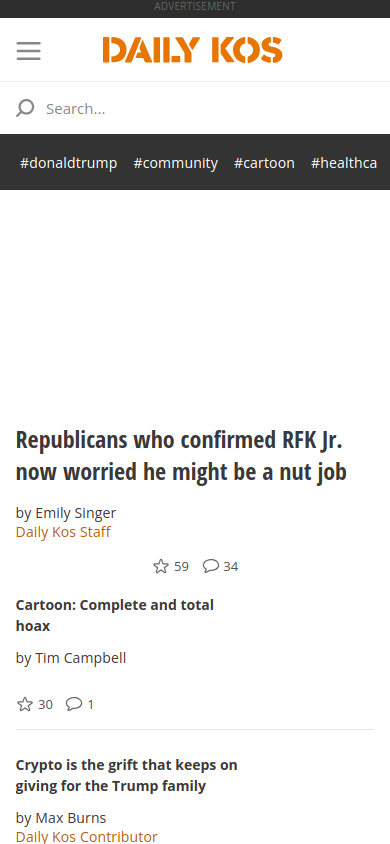 ADVERTISEMENT
DAILY KOS
Search...
#donaldtrump #community #cartoon #healthca
Republicans who confirmed RFK Jr.
now worried he might be a nut job
by Emily Singer
Daily Kos Staff
59 34
Cartoon: Complete and total
hoax
by Tim Campbell
30 1
Crypto is the grift that keeps on
giving for the Trump family
by Max Burns
Daily Kos Contributor